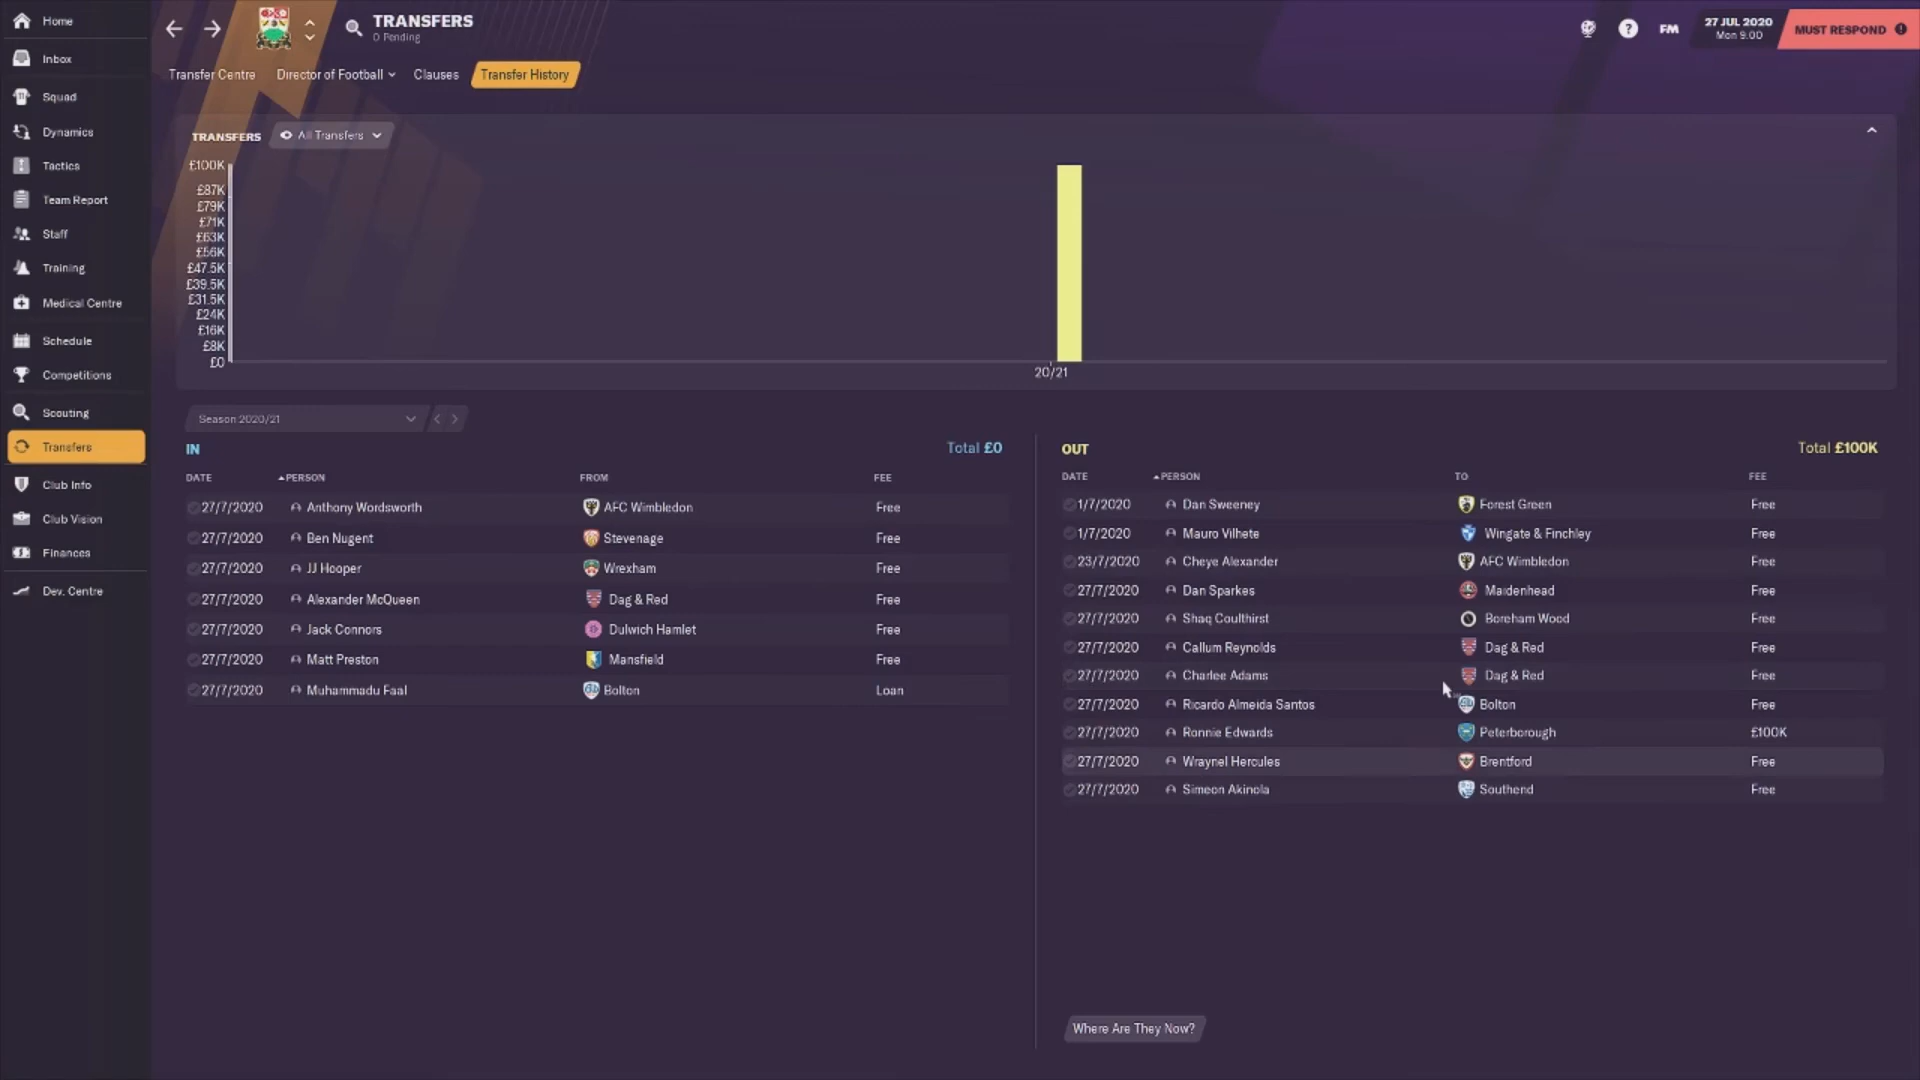 Home
Inbox
Squad
Dynamics
Tactics
Team Report
Staff
Training
Medical Centre
Schedule
Competitions
Scouting
Transfers
Club Info
Club Vision
Finances
Dev. Centre
TRANSFERS
0 Pending
FM
27 JUL 2020
Mon 9:00
MUST RESPOND
Transfer Centre Director of Football Clauses Transfer History
TRANSFERS All Transfers
£100K
£87K
£79K
£71K
£63K
£56K
£47.5K
£39.5K
£31.5K
£24K
£16K
£8K
£0
20/21
Season 2020/21
IN Total £0
DATE PERSON FROM FEE
27/7/2020 Anthony Wordsworth AFC Wimbledon Free
27/7/2020 Ben Nugent Stevenage Free
27/7/2020 JJ Hooper Wrexham Free
27/7/2020 Alexander McQueen Dag & Red Free
27/7/2020 Jack Connors Dulwich Hamlet Free
27/7/2020 Matt Preston Mansfield Free
27/7/2020 Muhammadu Faal Bolton Loan
OUT Total £100K
DATE PERSON TO FEE
1/7/2020 Dan Sweeney Forest Green Free
1/7/2020 Mauro Vilhete Wingate & Finchley Free
23/7/2020 Cheye Alexander AFC Wimbledon Free
27/7/2020 Dan Sparkes Maidenhead Free
27/7/2020 Shaq Coulthirst Boreham Wood Free
27/7/2020 Callum Reynolds Dag & Red Free
27/7/2020 Charlee Adams Dag & Red Free
27/7/2020 Ricardo Almeida Santos Bolton Free
27/7/2020 Ronnie Edwards Peterborough £100K
27/7/2020 Wraynel Hercules Brentford Free
27/7/2020 Simeon Akinola Southend Free
Where Are They Now?